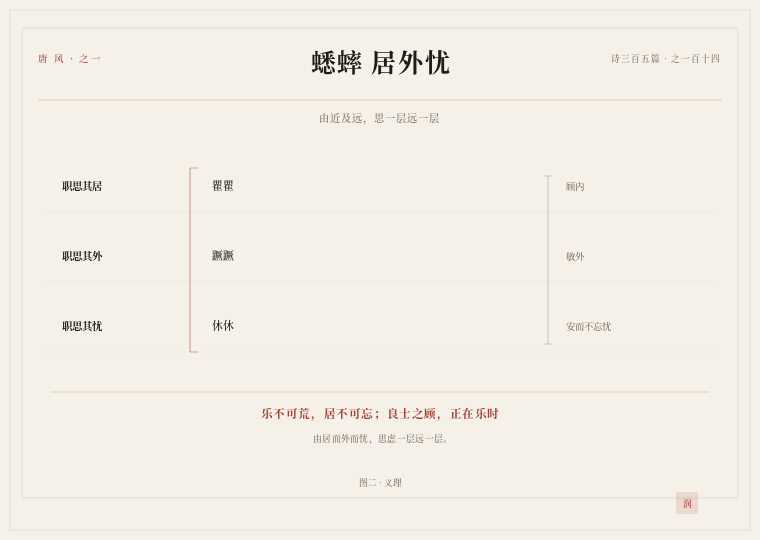 唐 风 · 之一
蟋蟀 居外忧
诗三百五篇 · 之一百十四
由近及远，思一层远一层
职思其居 瞿瞿 顾内
职思其外 蹶蹶 敏外
职思其忧 休休 安而不忘忧
乐不可荒，居不可忘；良士之顾，正在乐时
由居而外而忧，思虑一层远一层。
图二 · 义理
润